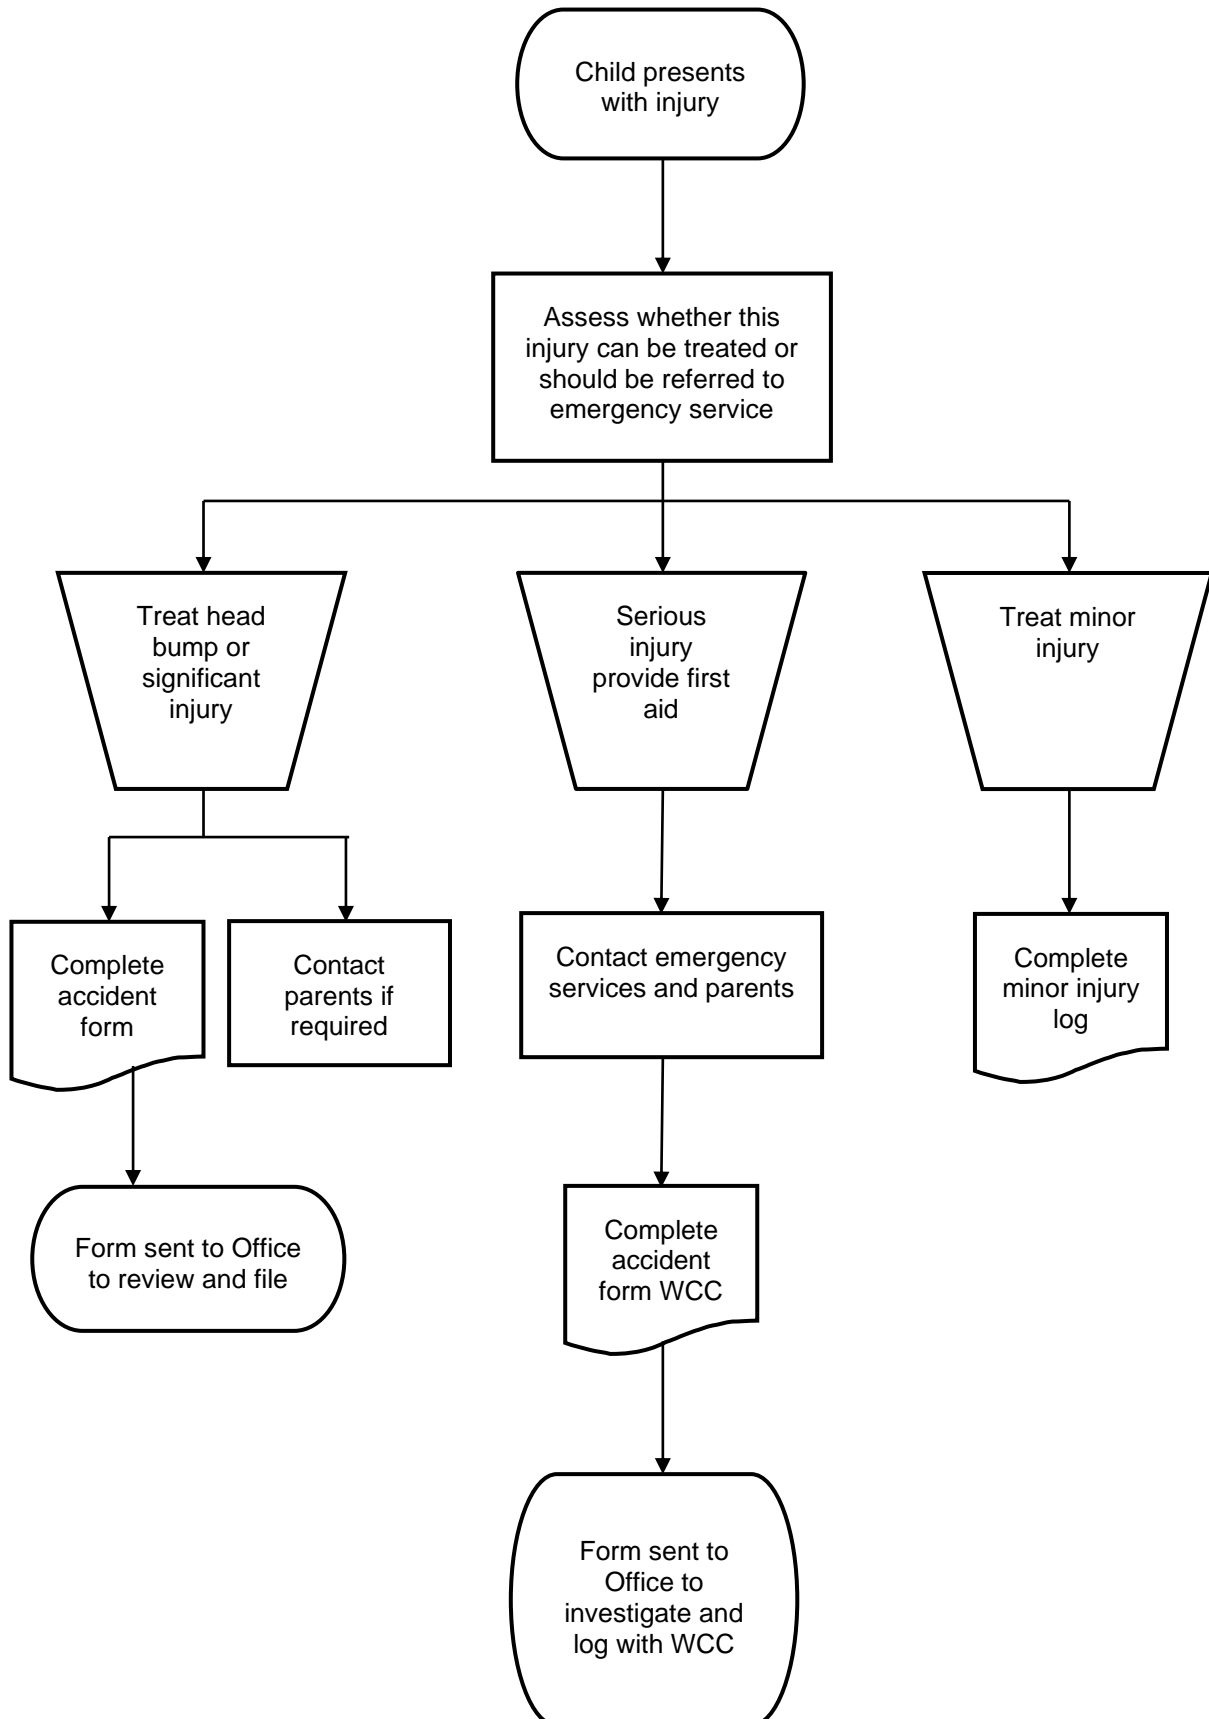 Child presents
with injury
Assess whether this
injury can be treated or
should be referred to
emergency service
Treat head
bump or
significant
injury
Serious
injury
provide first
aid
Treat minor
injury
Complete
accident
form
Contact
parents if
required
Contact emergency
services and parents
Complete
minor injury
log
Form sent to Office
to review and file
Complete
accident
form WCC
Form sent to
Office to
investigate and
log with WCC